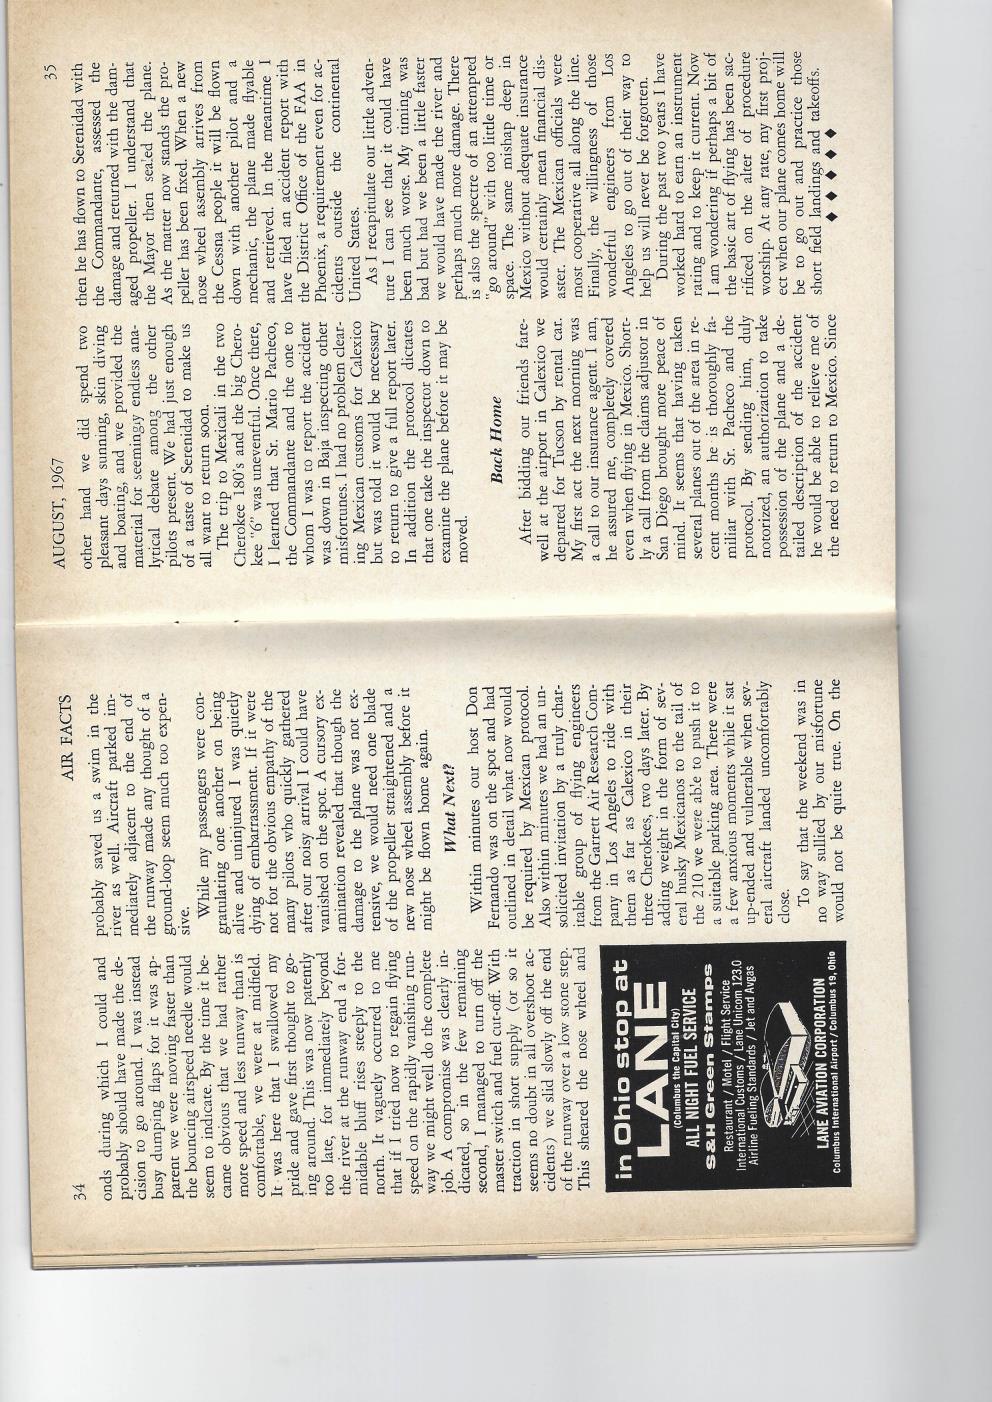 34
AIR FACTS
onds during which I could and
probably should have made the de-
cision to go around. I was instead
busy dumping flaps for it was ap-
parent we were moving faster than
the bouncing airspeed needle would
seem to indicate. By the time it be-
came obvious that we had rather
more speed and less runway than is
comfortable, we were at midfield.
It was here that I swallowed my
pride and gave first thought to go-
ing around. This was now patently
too late, for immediately beyond
the river at the runway end a for-
midable bluff rises steeply to the
north. It vaguely occurred to me
that if I tried now to regain flying
speed on the rapidly vanishing run-
way we might well do the complete
job. A compromise was clearly in-
dicated, so in the few remaining
second, I managed to turn off the
master switch and fuel cut-off. With
traction in short supply (or so it
seems no doubt in all overshoot ac-
cidents) we slid slowly off the end
of the runway over a low stone step.
This sheared the nose wheel and
in Ohio stop at
LANE
(Columbus the Capital City)
ALL NIGHT FUEL SERVICE
S&H Green Stamps
Restaurant / Motel / Flight Service
International Customs / Lane Unicom 123.0
Airline Fueling Standards / Jet and Avgas
LANE AVIATION CORPORATION
Columbus International Airport / Columbus 19, Ohio
probably saved us a swim in the
river as well. Aircraft parked im-
mediately adjacent to the end of
the runway made any thought of a
ground-loop seem much too expen-
sive.
While my passengers were con-
granulating one another on being
alive and uninjured I was quietly
dying of embarrassment. If it were
not for the obvious empathy of the
many pilots who quickly gathered
after our noisy arrival I could have
vanished on the spot. A cursory ex-
amination revealed that though the
damage to the plane was not ex-
tensive, we would need one blade
of the propeller straightened and a
new nose wheel assembly before it
might be flown home again.
What Next?
Within minutes our host Don
Fernando was on the spot and had
outlined in detail what now would
be required by Mexican protocol.
Also within minutes we had an un-
solicited invitation by a truly char-
itable group of flying engineers
from the Garrett Air Research Com-
pany in Los Angeles to ride with
them as far as Calexico in their
three Cherokees, two days later. By
adding weight in the form of sev-
eral husky Mexicanos to the tail of
the 210 we were able to push it to
a suitable parking area. There were
a few anxious moments while it sat
up-ended and vulnerable when sev-
eral aircraft landed uncomfortably
close.
To say that the weekend was in
no way sullied by our misfortune
would not be quite true. On the
AUGUST, 1967
35
other hand we did spend two
pleasant days sunning, skin diving
and boating, and we provided the
material for seemingy endless ana-
lyrical debate among the other
pilots present. We had just enough
of a taste of Serenidad to make us
all want to return soon.
The trip to Mexicali in the two
Cherokee 180's and the big Chero-
kee "6" was uneventful. Once there,
I learned that Sr. Mario Pacheco,
the Commandante and the one to
whom I was to report the accident
was down in Baja inspecting other
misfortunes. I had no problem clear-
ing Mexican customs for Calexico
but was told it would be necessary
to return to give a full report later.
In addition the protocol dictates
that one take the inspector down to
examine the plane before it may be
moved.
Back Home
After bidding our friends fare-
well at the airport in Calexico we
departed for Tucson by rental car.
My first act the next morning was
a call to our insurance agent. I am,
he assured me, completely covered
even when flying in Mexico. Short-
ly a call from the claims adjustor in
San Diego brought more peace of
mind. It seems that having taken
several planes out of the area in re-
cent months he is thoroughly fa-
miliar with Sr. Pacheco and the
protocol. By sending him, duly
notorized, an authorization to take
possession of the plane and a de-
tailed description of the accident
he would be able to relieve me of
the need to return to Mexico. Since
then he has flown to Serenidad with
the Commandante, assessed the
damage and returned with the dam-
aged propeller. I understand that
the Mayor then sealed the plane.
As the matter now stands the pro-
peller has been fixed. When a new
nose wheel assembly arrives from
the Cessna people it will be flown
down with another pilot and a
mechanic, the plane made flyable
and retrieved. In the meantime I
have filed an accident report with
the District Office of the FAA in
Phoenix, a requirement even for ac-
cidents outside the continental
United States.
As I recapitulate our little adven-
ture I can see that it could have
been much worse. My timing was
bad but had we been a little faster
we would have made the river and
perhaps much more damage. There
is also the spectre of an attempted
"go around" with too little time or
space. The same mishap deep in
Mexico without adequate insurance
would certainly mean financial dis-
aster. The Mexican officials were
most cooperative all along the line.
Finally, the willingness of those
wonderful engineers from Los
Angeles to go out of their way to
help us will never be forgotten.
During the past two years I have
worked hard to earn an instrument
rating and to keep it current. Now
I am wondering if perhaps a bit of
the basic art of flying has been sac-
rificed on the alter of procedure
worship. At any rate, my first proj-
ect when our plane comes home will
be to go out and practice those
short field landings and takeoffs.
♦ ♦ ♦ ♦ ♦